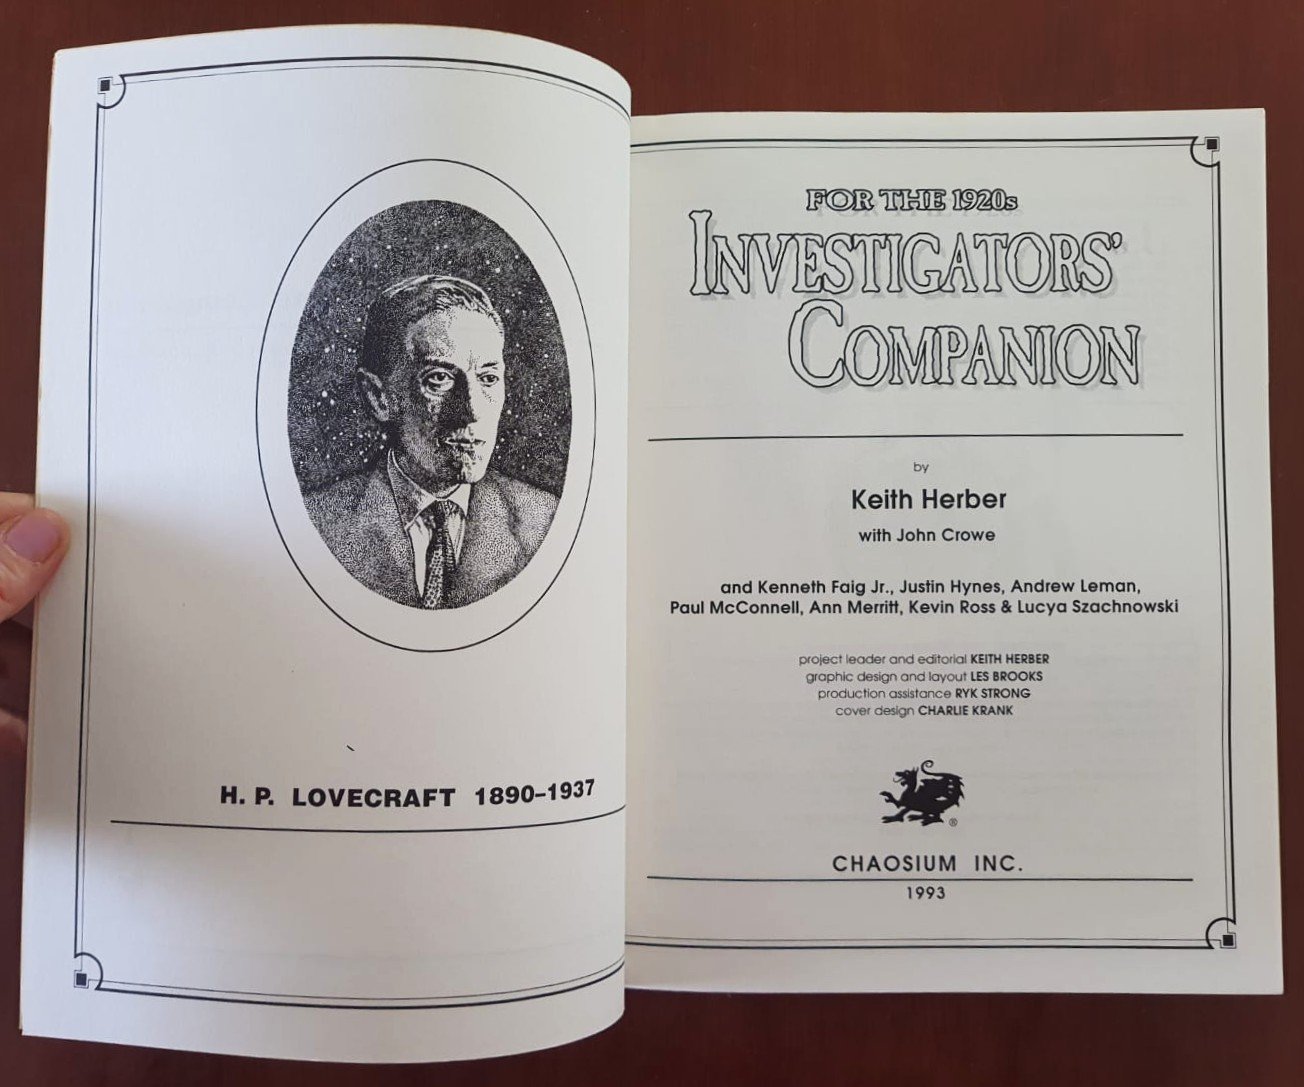 H. P. LOVECRAFT 1890–1937
FOR THE 1920s
INVESTIGATORS’
COMPANION
by
Keith Herber
with John Crowe
and Kenneth Faig Jr., Justin Hynes, Andrew Leman,
Paul McConnell, Ann Merritt, Kevin Ross & Lucya Szachnowski
project leader and editorial KEITH HERBER
graphic design and layout LES BROOKS
production assistance RYK STRONG
cover design CHARLIE KRANK
®
CHAOSIUM INC.
1993